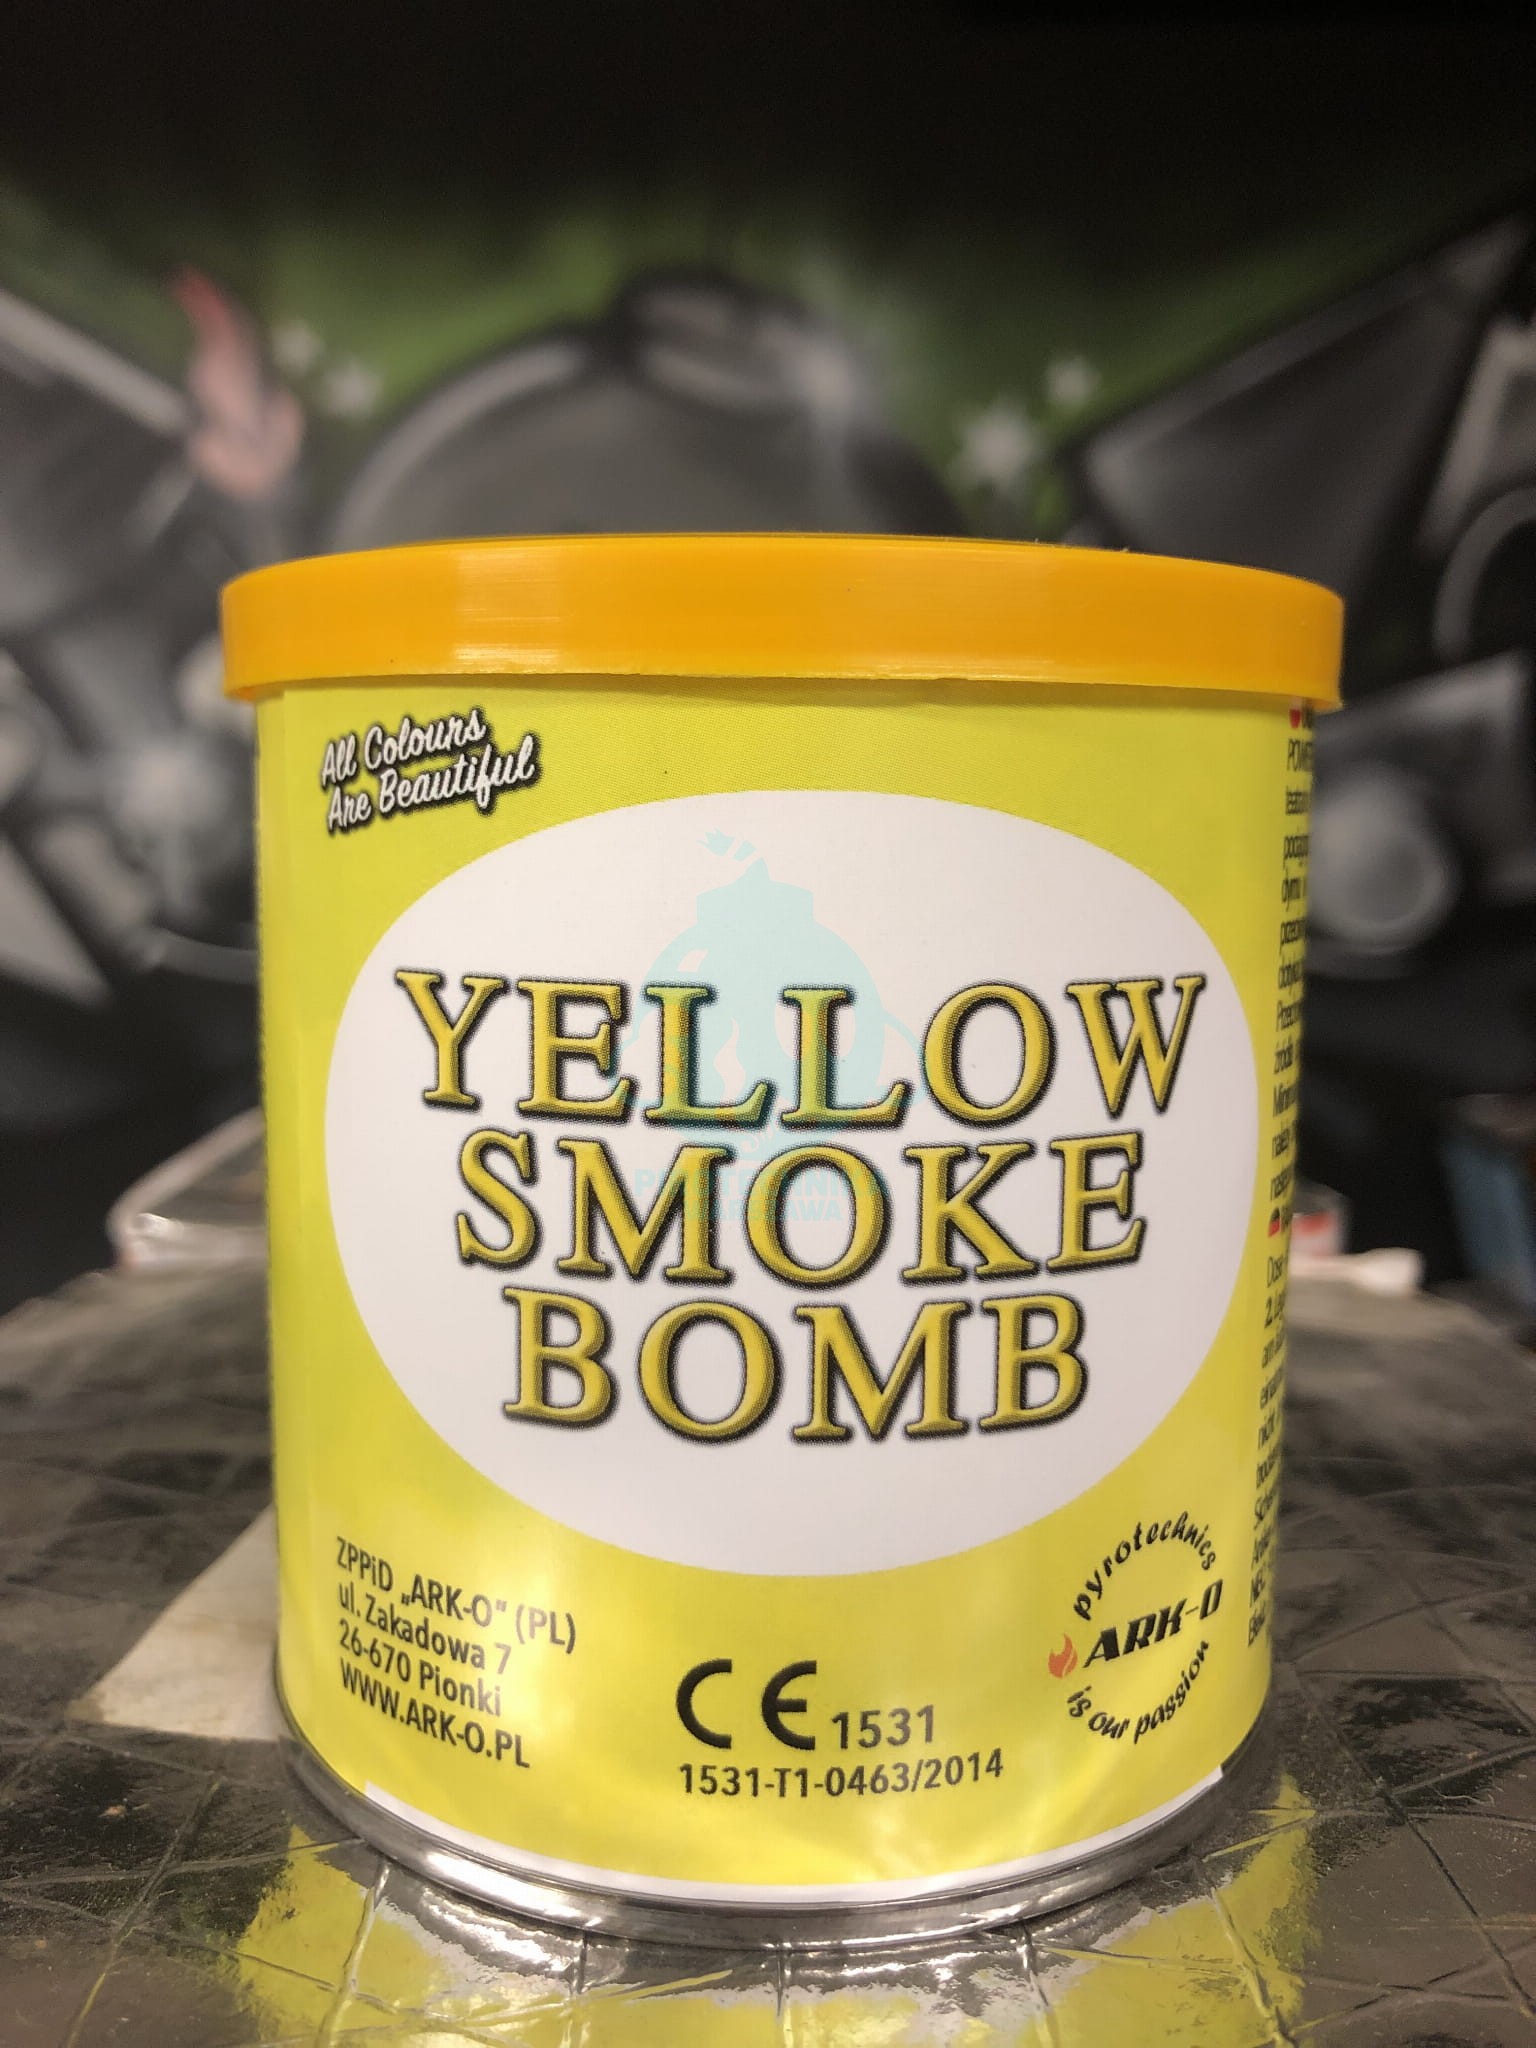 All Colours
Are Beautiful
YELLOW
SMOKE
BOMB
WARSZAWA
ZPPiD „ARK-O" (PL)
ul. Zakadowa 7
26-670 Pionki
WWW.ARK-O.PL
CE 1531
1531-T1-0463/2014
pyrotechnics
ARK-O
is our passion